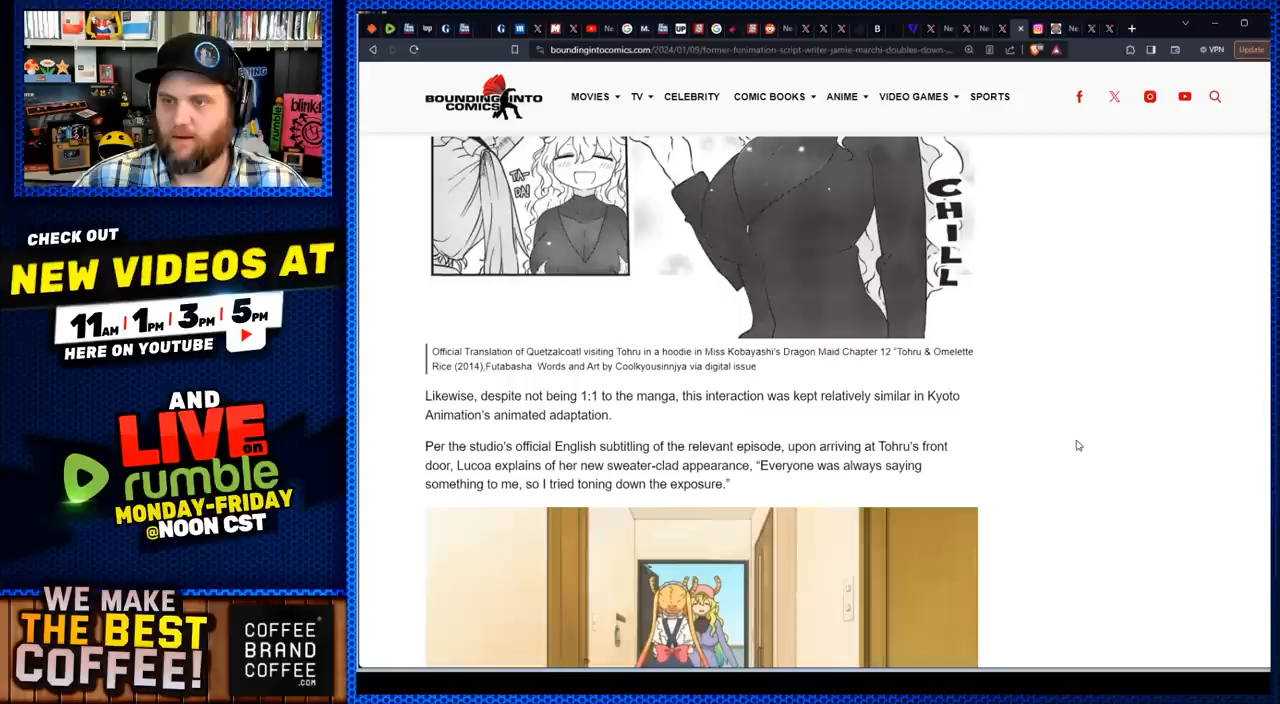 CHECK OUT
NEW VIDEOS AT
11AM | 1PM | 3PM | 5PM
HERE ON YOUTUBE
AND
LIVE on
rumble
MONDAY-FRIDAY
@NOON CST
WE MAKE
THE BEST
COFFEE!
COFFEE
BRAND
COFFEE
.COM
blink-
rumble
boundingintocomics.com/2024/01/09/former-funimation-script-writer-jamie-marchi-doubles-down-...
VPN
Update
BOUNDING INTO
COMICS
MOVIES
TV
CELEBRITY
COMIC BOOKS
ANIME
VIDEO GAMES
SPORTS
TA-
DA!
CHILL
Official Translation of Quetzalcoatl visiting Tohru in a hoodie in Miss Kobayashi's Dragon Maid Chapter 12 "Tohru & Omelette
Rice (2014),Futabasha Words and Art by Coolkyousinnjya via digital issue
Likewise, despite not being 1:1 to the manga, this interaction was kept relatively similar in Kyoto
Animation's animated adaptation.
Per the studio's official English subtitling of the relevant episode, upon arriving at Tohru's front
door, Lucoa explains of her new sweater-clad appearance, “Everyone was always saying
something to me, so I tried toning down the exposure.”